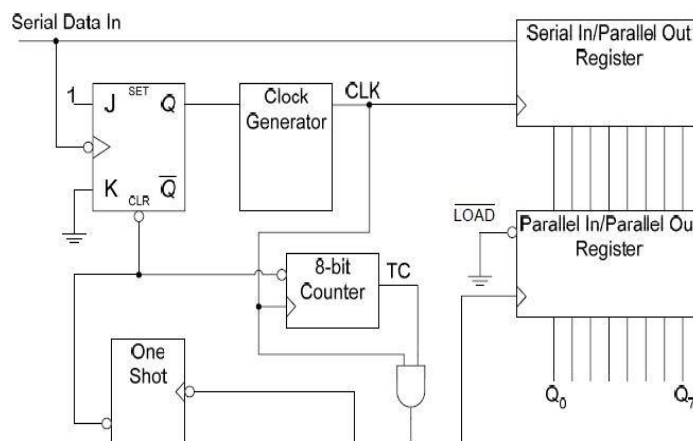 Serial Data In
Serial In/Parallel Out
Register
1
J
SET
Q
Clock
Generator
CLK
K
CLR
Q
LOAD
Parallel In/Parallel Ou
Register
8-bit
Counter
TC
One
Shot
Q0
Q7